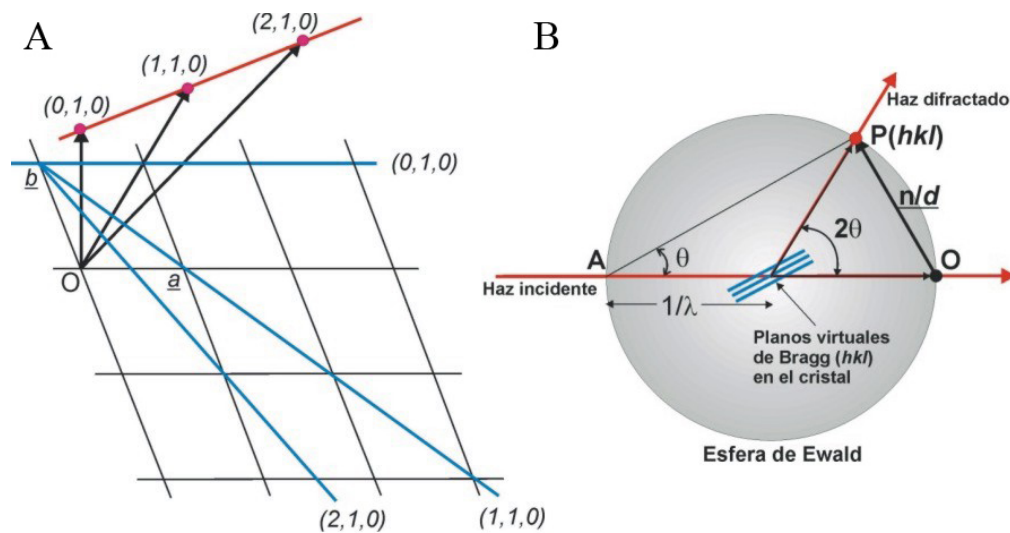 A
(2,1,0)
(1,1,0)
(0,1,0)
(0,1,0)
b
O
a
(2,1,0)
(1,1,0)
B
Haz difractado
P(hkl)
n/d
2θ
A
θ
O
Haz incidente
1/λ
Planos virtuales
de Bragg (hkl)
en el cristal
Esfera de Ewald